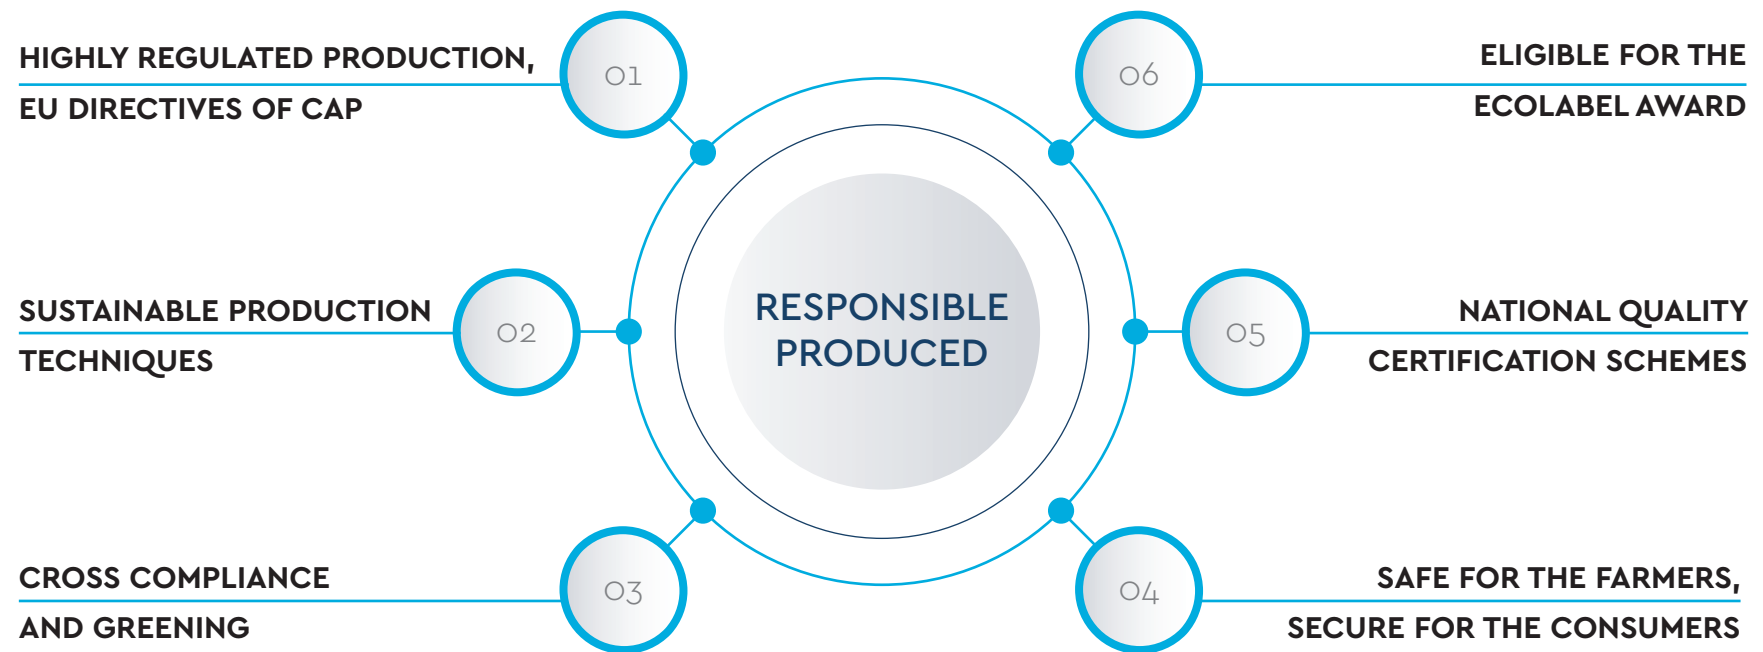 HIGHLY REGULATED PRODUCTION,
EU DIRECTIVES OF CAP
01
SUSTAINABLE PRODUCTION
TECHNIQUES
02
CROSS COMPLIANCE
AND GREENING
03
RESPONSIBLE
PRODUCED
04
SAFE FOR THE FARMERS,
SECURE FOR THE CONSUMERS
05
NATIONAL QUALITY
CERTIFICATION SCHEMES
06
ELIGIBLE FOR THE
ECOLABEL AWARD